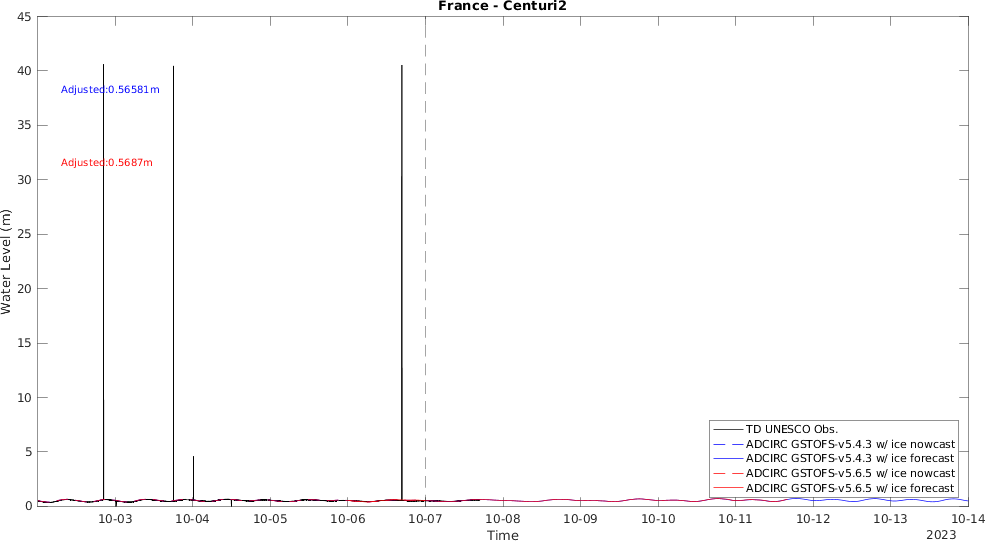 France - Centuri2
45
40
35
30
25
20
15
10
5
0
Water Level (m)
Adjusted:0.56581m
Adjusted:0.5687m
TD UNESCO Obs.
ADCIRC GSTOFS-v5.4.3 w/ ice nowcast
ADCIRC GSTOFS-v5.4.3 w/ ice forecast
ADCIRC GSTOFS-v5.6.5 w/ ice nowcast
ADCIRC GSTOFS-v5.6.5 w/ ice forecast
10-03 10-04 10-05 10-06 10-07 10-08 10-09 10-10 10-11 10-12 10-13 10-14
Time
2023